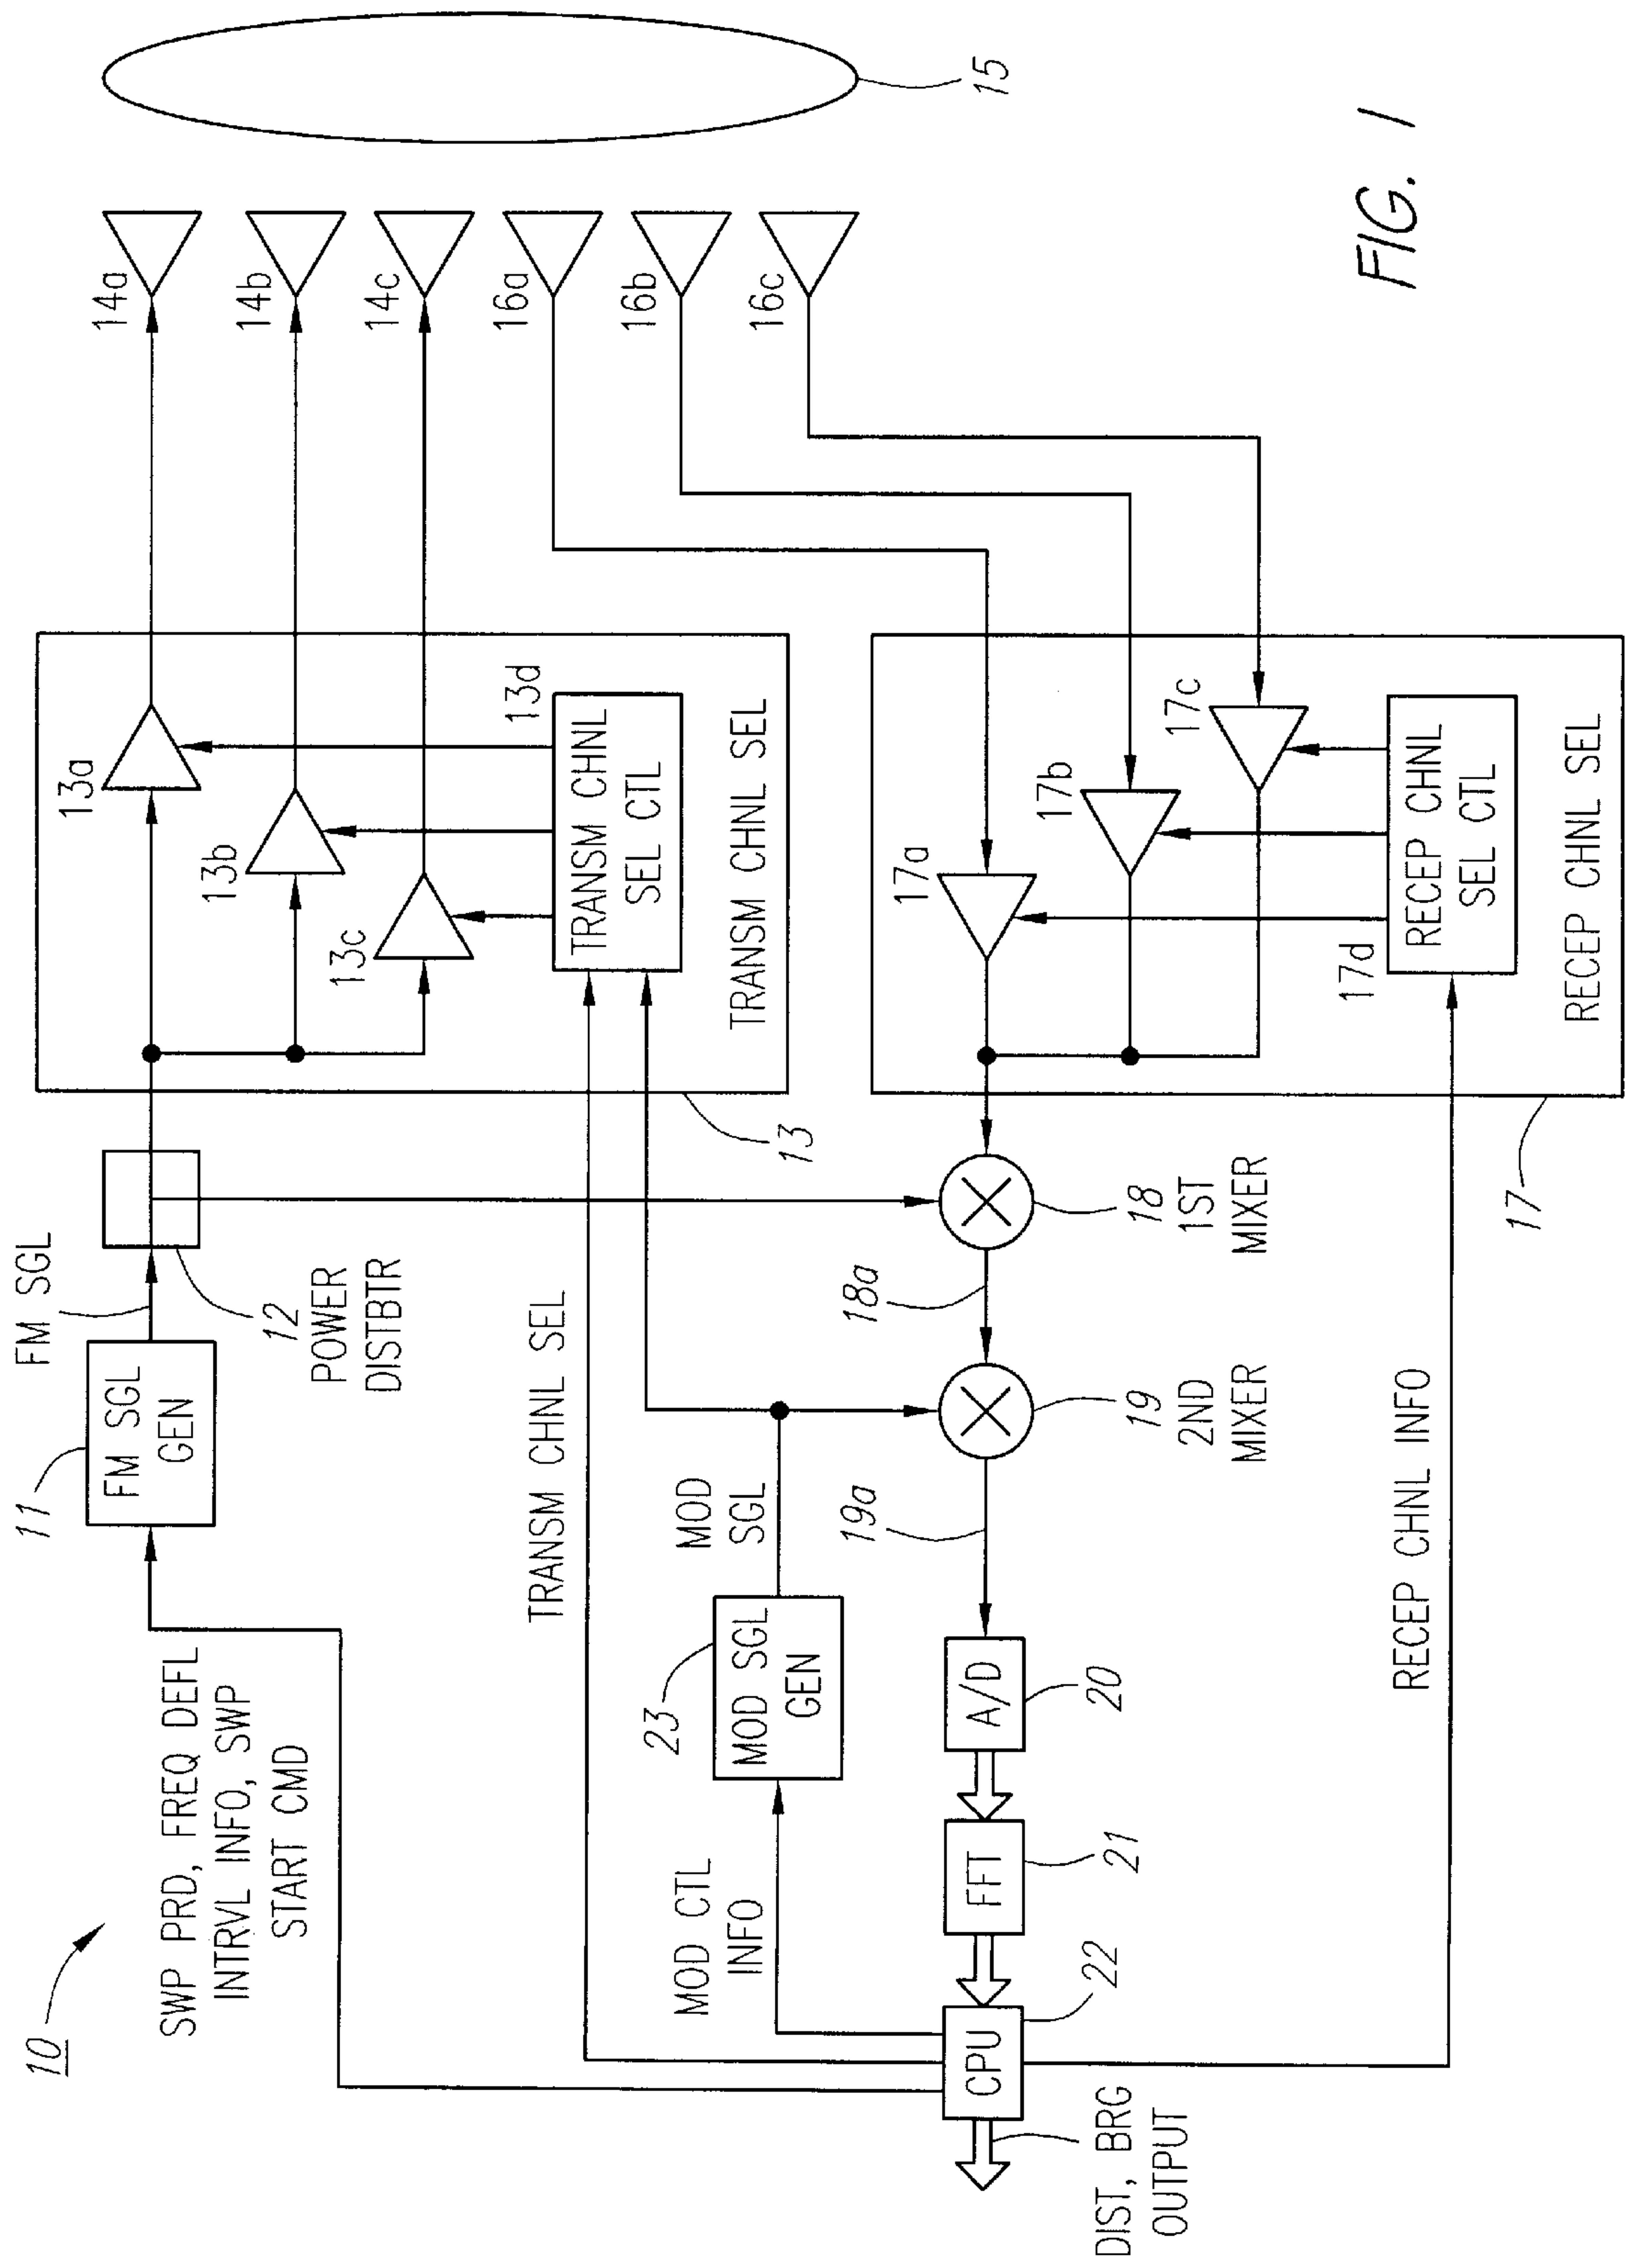 10
SWP PRD, FREQ DEFL
INTRVL INFO, SWP
START CMD
11
FM SGL
GEN
FM SGL
12
POWER
DISTBTR
13a
13b
13c
13d
TRANSM CHNL
SEL CTL
TRANSM CHNL SEL
13
14a
14b
14c
16a
16b
16c
15
TRANSM CHNL SEL
MOD CTL
INFO
23
MOD SGL
GEN
MOD
SGL
DIST, BRG
OUTPUT
CPU
22
FFT
21
A/D
20
19a
19
2ND
MIXER
18a
18
1ST
MIXER
17a
17b
17c
17d
RECEP CHNL
SEL CTL
RECEP CHNL SEL
17
RECEP CHNL INFO
FIG. 1